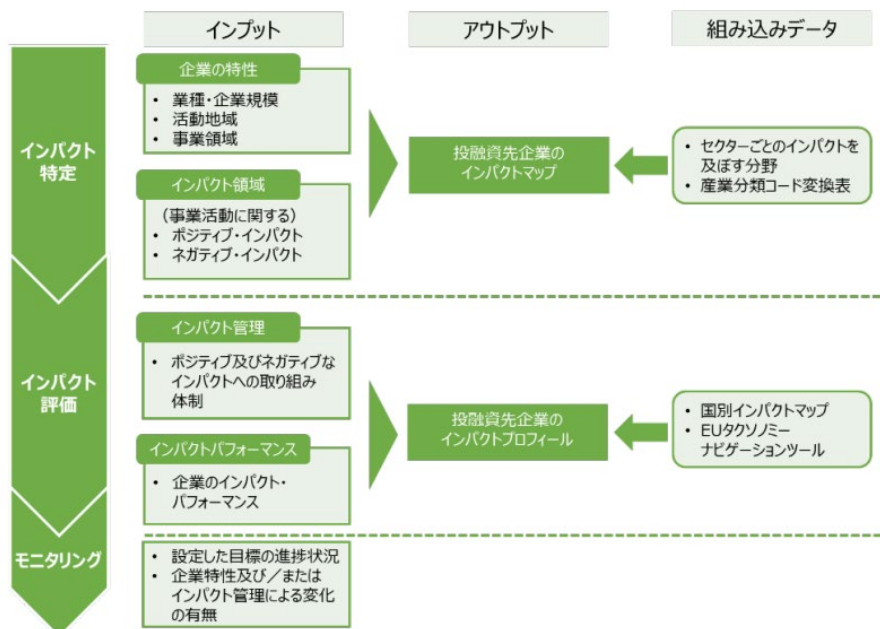 インプット
アウトプット
組み込みデータ
インパクト
特定
企業の特性
• 業種・企業規模
• 活動地域
• 事業領域
インパクト領域
（事業活動に関する）
• ポジティブ・インパクト
• ネガティブ・インパクト
投融資先企業の
インパクトマップ
• セクターごとのインパクトを
及ぼす分野
• 産業分類コード変換表
インパクト
評価
インパクト管理
• ポジティブ及びネガティブな
インパクトへの取り組み
体制
インパクトパフォーマンス
• 企業のインパクト・
パフォーマンス
投融資先企業の
インパクトプロフィール
• 国別インパクトマップ
• EUタクソノミー
ナビゲーションツール
モニタリング
• 設定した目標の進捗状況
• 企業特性及び／または
インパクト管理による変化
の有無